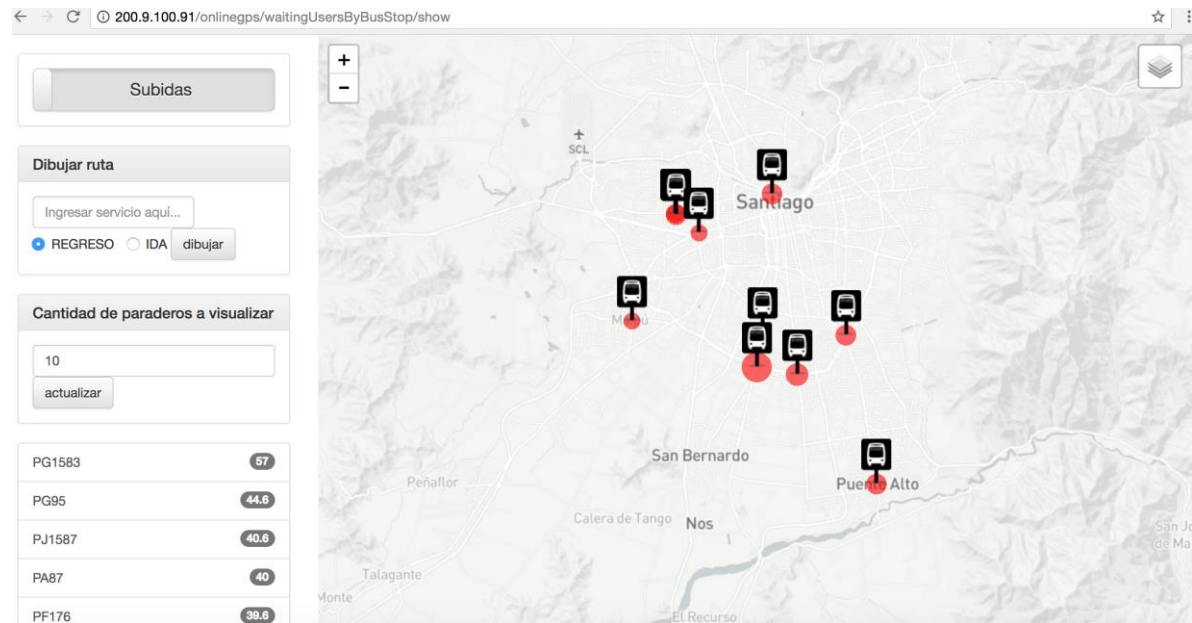 200.9.100.91/onlinegps/waitingUsersByBusStop/show
Subidas
Dibujar ruta
Ingresar servicio aquí...
REGRESO IDA dibujar
Cantidad de paraderos a visualizar
10
actualizar
PG1583 57
PG95 44.6
PJ1587 40.6
PA87 40
PF176 39.6
+
-
SCL
Santiago
San Bernardo
Peñaflor
Puente Alto
Calera de Tango
Nos
Talagante
Monte
El Recurso